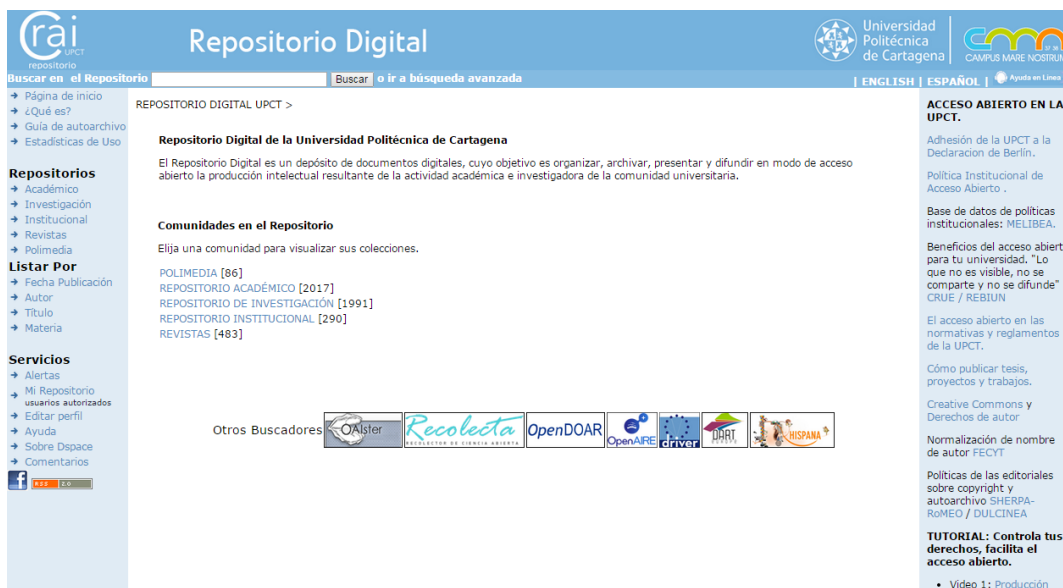 Crai
UPCT
repositorio
Repositorio Digital
Universidad
Politécnica
de Cartagena
CAMPUS MARE NOSTRUM
Buscar en el Repositorio
Buscar
o ir a búsqueda avanzada
| ENGLISH | ESPAÑOL |
Ayuda en Línea
Página de inicio
¿Qué es?
Guía de autoarchivo
Estadísticas de Uso
Repositorios
Académico
Investigación
Institucional
Revistas
Polimedia
Listar Por
Fecha Publicación
Autor
Título
Materia
Servicios
Alertas
Mi Repositorio
usuarios autorizados
Editar perfil
Ayuda
Sobre Dspace
Comentarios
RSS 2.0
REPOSITORIO DIGITAL UPCT >
Repositorio Digital de la Universidad Politécnica de Cartagena
El Repositorio Digital es un depósito de documentos digitales, cuyo objetivo es organizar, archivar, presentar y difundir en modo de acceso
abierto la producción intelectual resultante de la actividad académica e investigadora de la comunidad universitaria.
Comunidades en el Repositorio
Elija una comunidad para visualizar sus colecciones.
POLIMEDIA [86]
REPOSITORIO ACADÉMICO [2017]
REPOSITORIO DE INVESTIGACIÓN [1991]
REPOSITORIO INSTITUCIONAL [290]
REVISTAS [483]
Otros Buscadores
OAIster
Recolecta
RECOLECTOR DE CIENCIA ABIERTA
OpenDOAR
OpenAIRE
driver
DART
HISPANA
ACCESO ABIERTO EN LA
UPCT.
Adhesión de la UPCT a la
Declaracion de Berlín.
Política Institucional de
Acceso Abierto .
Base de datos de políticas
institucionales: MELIBEA.
Beneficios del acceso abiert
para tu universidad. "Lo
que no es visible, no se
comparte y no se difunde"
CRUE / REBIUN
El acceso abierto en las
normativas y reglamentos
de la UPCT.
Cómo publicar tesis,
proyectos y trabajos.
Creative Commons y
Derechos de autor
Normalización de nombre
de autor FECYT
Políticas de las editoriales
sobre copyright y
autoarchivo SHERPA-
RoMEO / DULCINEA
TUTORIAL: Controla tus
derechos, facilita el
acceso abierto.
• Video 1: Producción